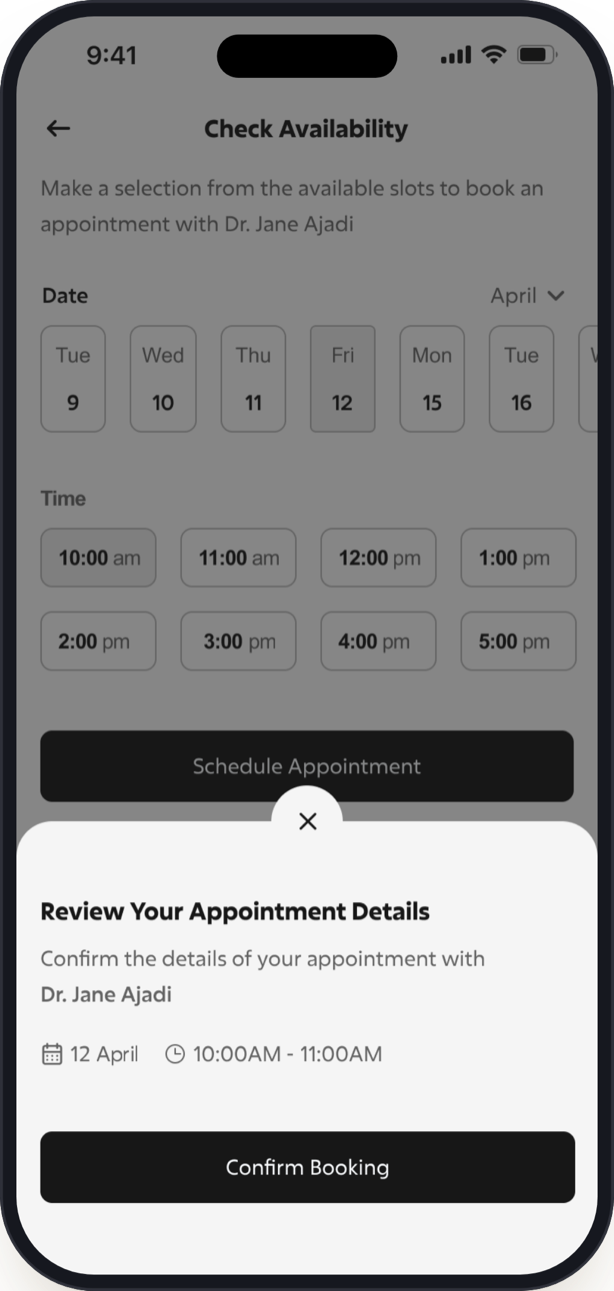 9:41
Check Availability
Make a selection from the available slots to book an
appointment with Dr. Jane Ajadi
Date April
Tue Wed Thu Fri Mon Tue
9 10 11 12 15 16
Time
10:00 am 11:00 am 12:00 pm 1:00 pm
2:00 pm 3:00 pm 4:00 pm 5:00 pm
Schedule Appointment
Review Your Appointment Details
Confirm the details of your appointment with
Dr. Jane Ajadi
12 April 10:00AM - 11:00AM
Confirm Booking